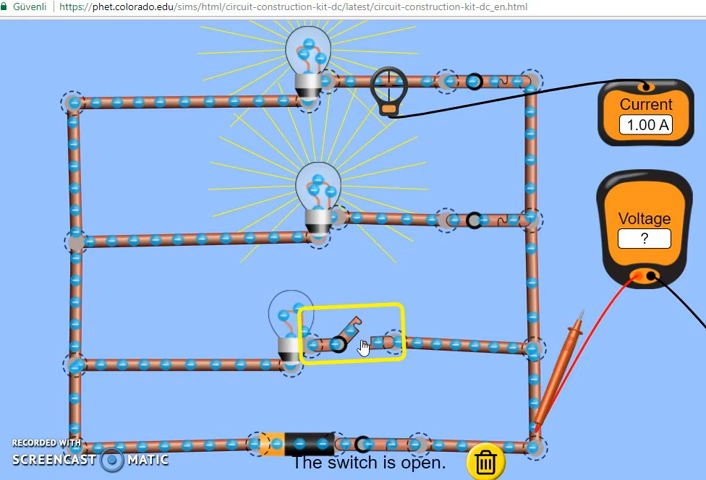 Güvenli
https://phet.colorado.edu/sims/html/circuit-construction-kit-dc/latest/circuit-construction-kit-dc_en.html
Current
1.00 A
Voltage
?
RECORDED WITH
SCREENCAST MATIC
The switch is open.